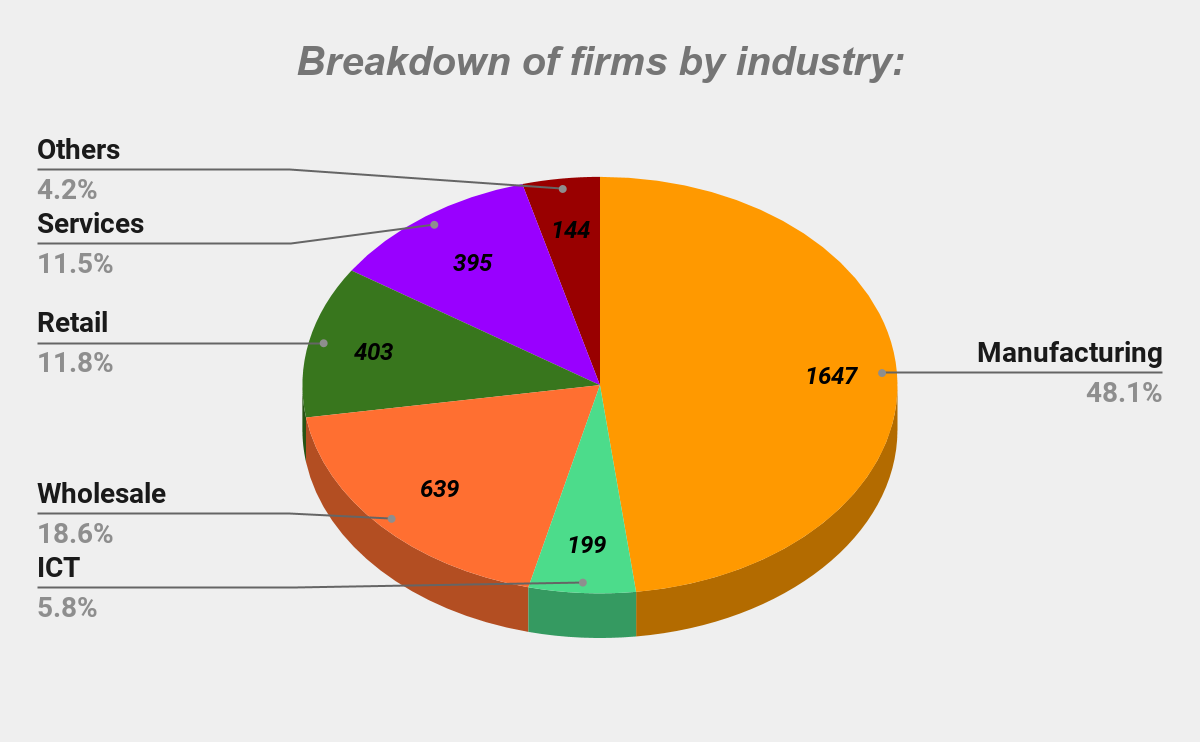 Breakdown of firms by industry:
Others
4.2%
Services
11.5%
Retail
11.8%
Wholesale
18.6%
ICT
5.8%
144
395
403
639
199
1647
Manufacturing
48.1%